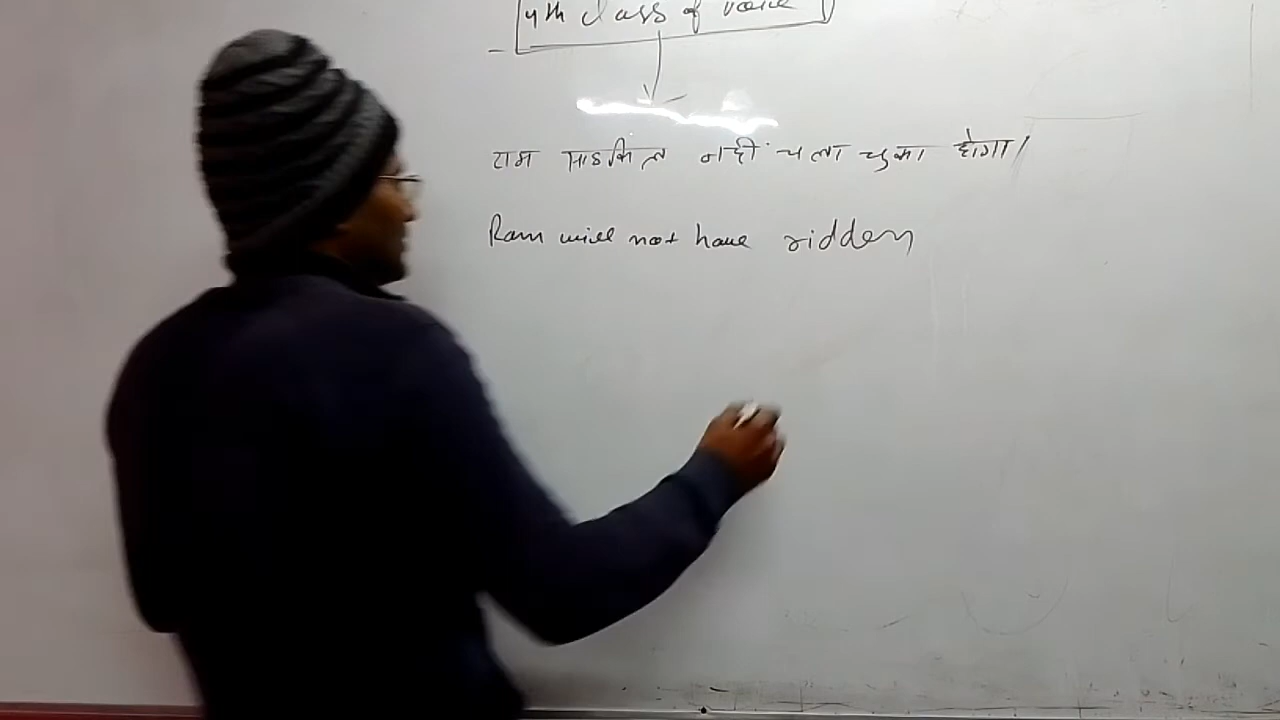 4th class of voice
राम साइकिल नहीं चला चुका होगा।
Ram will not have ridden